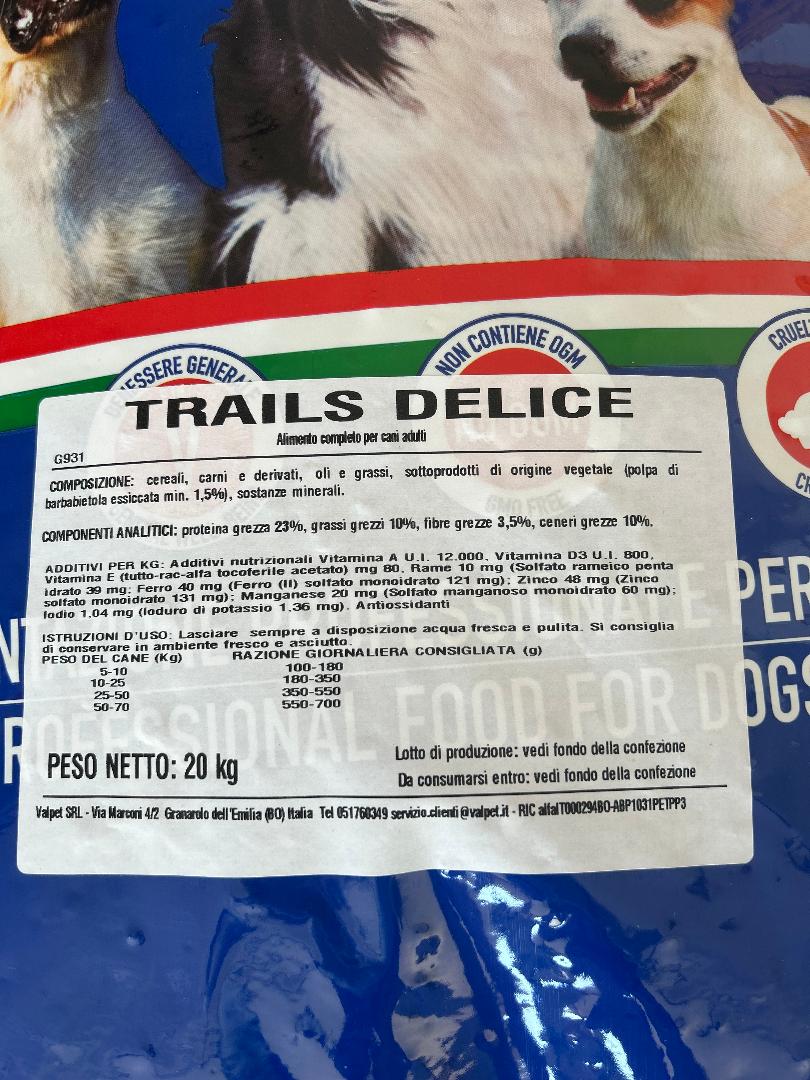 ESSERE GENERA
NON CONTIENE OGM
CRUEL
TRAILS DELICE
Alimento completo per cani adulti
G931
COMPOSIZIONE: cereali, carni e derivati, oli e grassi, sottoprodotti di origine vegetale (polpa di
barbabietola essiccata min. 1,5%), sostanze minerali.
COMPONENTI ANALITICI: proteina grezza 23%, grassi grezzi 10%, fibre grezze 3,5%, ceneri grezze 10%.
ADDITIVI PER KG: Additivi nutrizionali Vitamina A U.I. 12.000, Vitamina D3 U.I. 800,
Vitamina E (tutto-rac-alfa tocoferile acetato) mg 80, Rame 10 mg (Solfato rameico penta
idrato 39 mg; Ferro 40 mg (Ferro (II) solfato monoidrato 121 mg); Zinco 48 mg (Zinco
solfato monoidrato 131 mg); Manganese 20 mg (Solfato manganoso monoidrato 60 mg);
Iodio 1,04 mg (Ioduro di potassio 1,36 mg). Antiossidanti
ISTRUZIONI D'USO: Lasciare sempre a disposizione acqua fresca e pulita. Si consiglia
di conservare in ambiente fresco e asciutto.
PESO DEL CANE (Kg) RAZIONE GIORNALIERA CONSIGLIATA (g)
5-10 100-180
10-25 180-350
25-50 350-550
50-70 550-700
PER
PROFESSIONAL FOOD FOR DOGS
PESO NETTO: 20 kg
Lotto di produzione: vedi fondo della confezione
Da consumarsi entro: vedi fondo della confezione
Valpet SRL - Via Marconi 4/2 Granarolo dell'Emilia (BO) Italia Tel 051760349 servizio.clienti@valpet.it - RIC alfaIT000294BO-ABP1031PETPP3